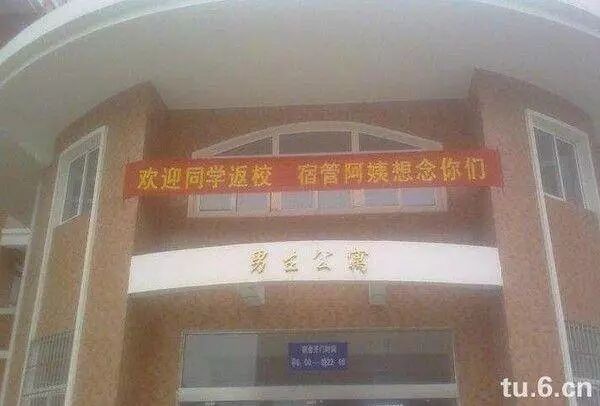 欢迎同学返校 宿管阿姨想念你们
男生公寓
tu.6.cn